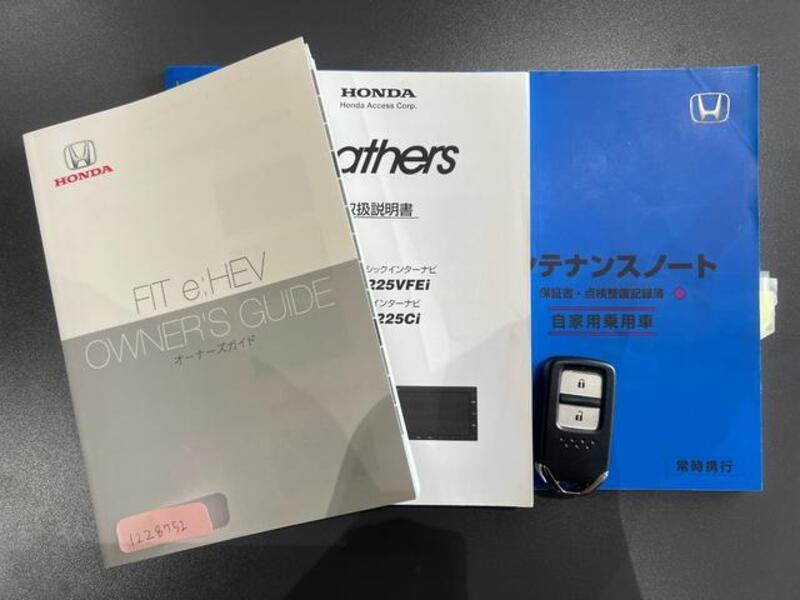 HONDA
FIT e:HEV
OWNER'S GUIDE
オーナーズガイド
1228752
HONDA
Honda Access Corp.
athers
取扱説明書
シックインターナビ
225VFEi
インターナビ
225Ci
テナンスノート
保証書・点検整備記録簿
自家用乗用車
常時携行